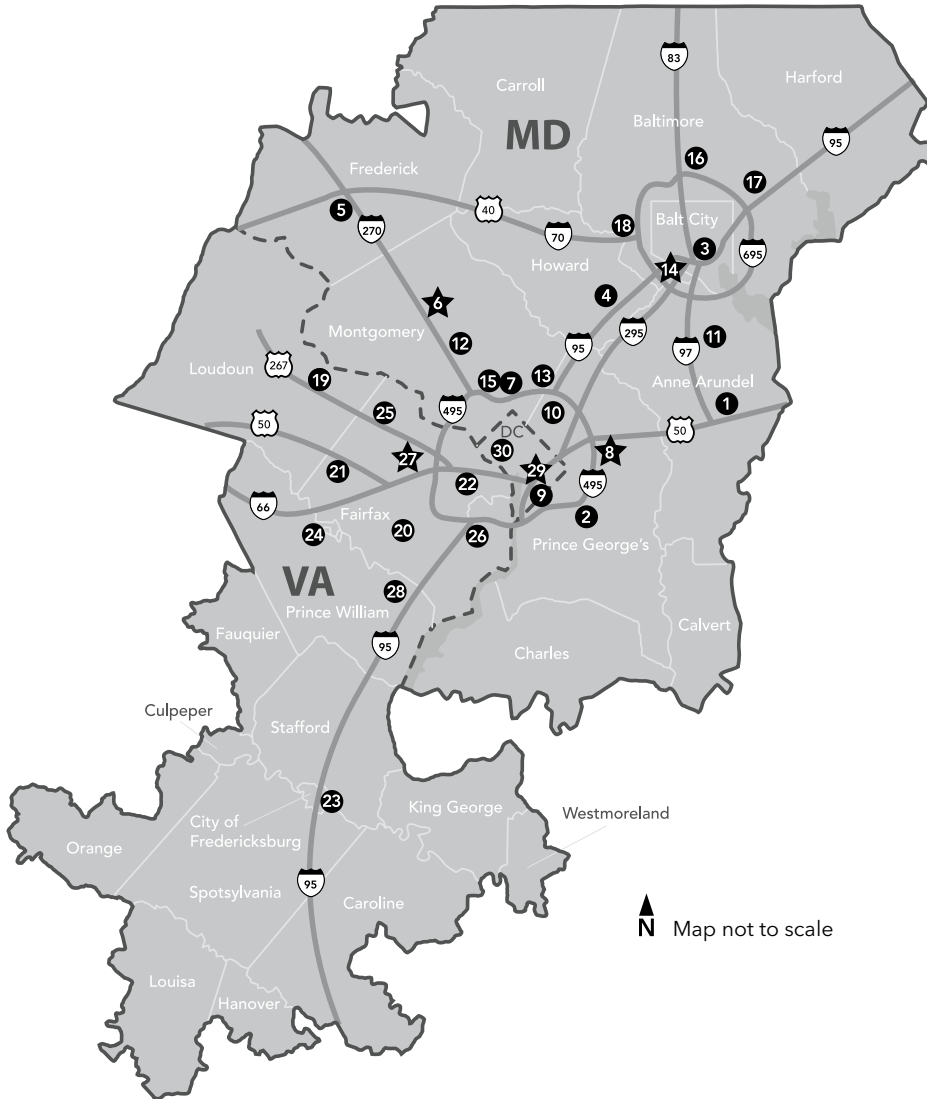 83
Harford
Carroll
MD
Baltimore
95
16
Frederick
17
5
40
18
Balt City
270
70
3
695
Howard
14
6
4
Montgomery
295
12
95
11
97
Loudoun
267
19
15
7
13
Anne Arundel
25
495
10
1
50
DC
50
30
27
8
29
21
22
495
66
9
Fairfax
2
24
20
26
Prince George's
VA
28
Prince William
Fauquier
Calvert
95
Charles
Culpeper
Stafford
23
King George
City of
Fredericksburg
Westmoreland
Orange
95
Spotsylvania
Caroline
N
Map not to scale
Louisa
Hanover